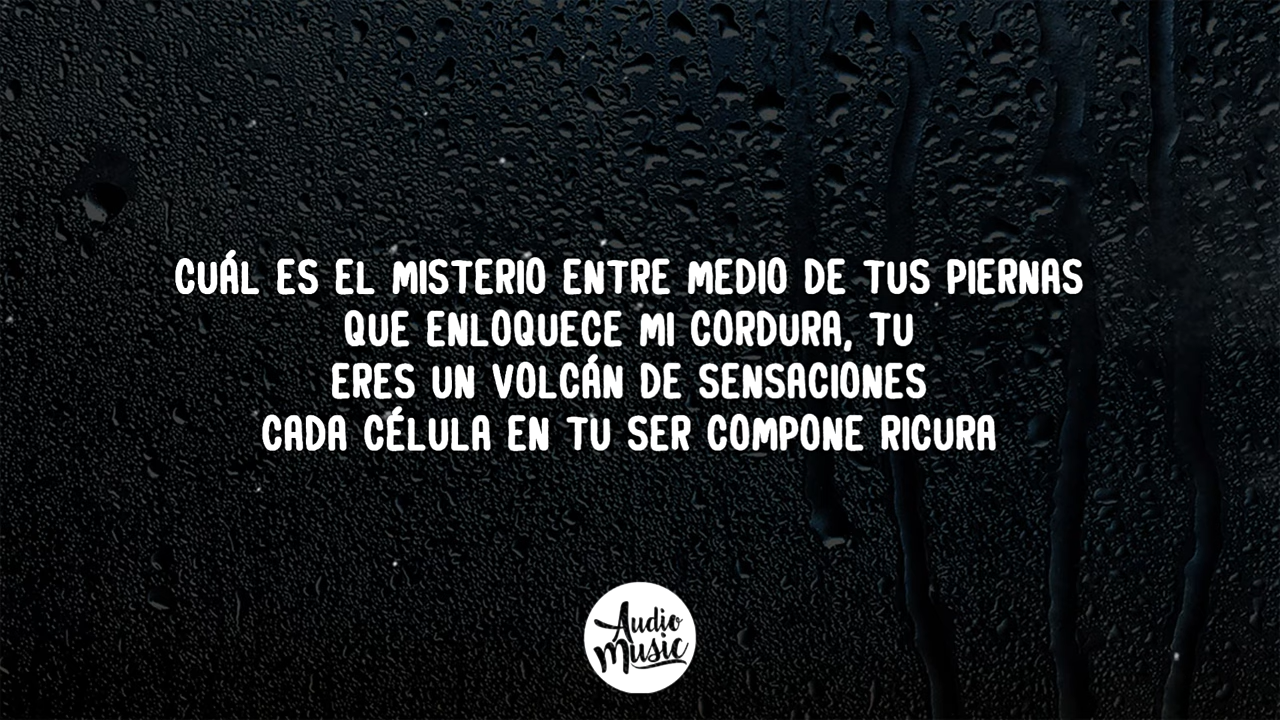 CUÁL ES EL MISTERIO ENTRE MEDIO DE TUS PIERNAS
QUE ENLOQUECE MI CORDURA, TU
ERES UN VOLCÁN DE SENSACIONES
CADA CÉLULA EN TU SER COMPONE RICURA
Audio
Music